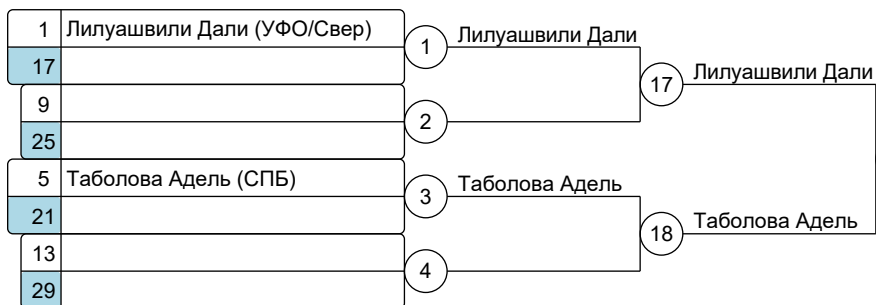 1 Лилуашвили Дали (УФО/Свер)
1 Лилуашвили Дали
17
17 Лилуашвили Дали
9
2
25
5 Таболова Адель (СПБ)
3 Таболова Адель
21
18 Таболова Адель
13
4
29